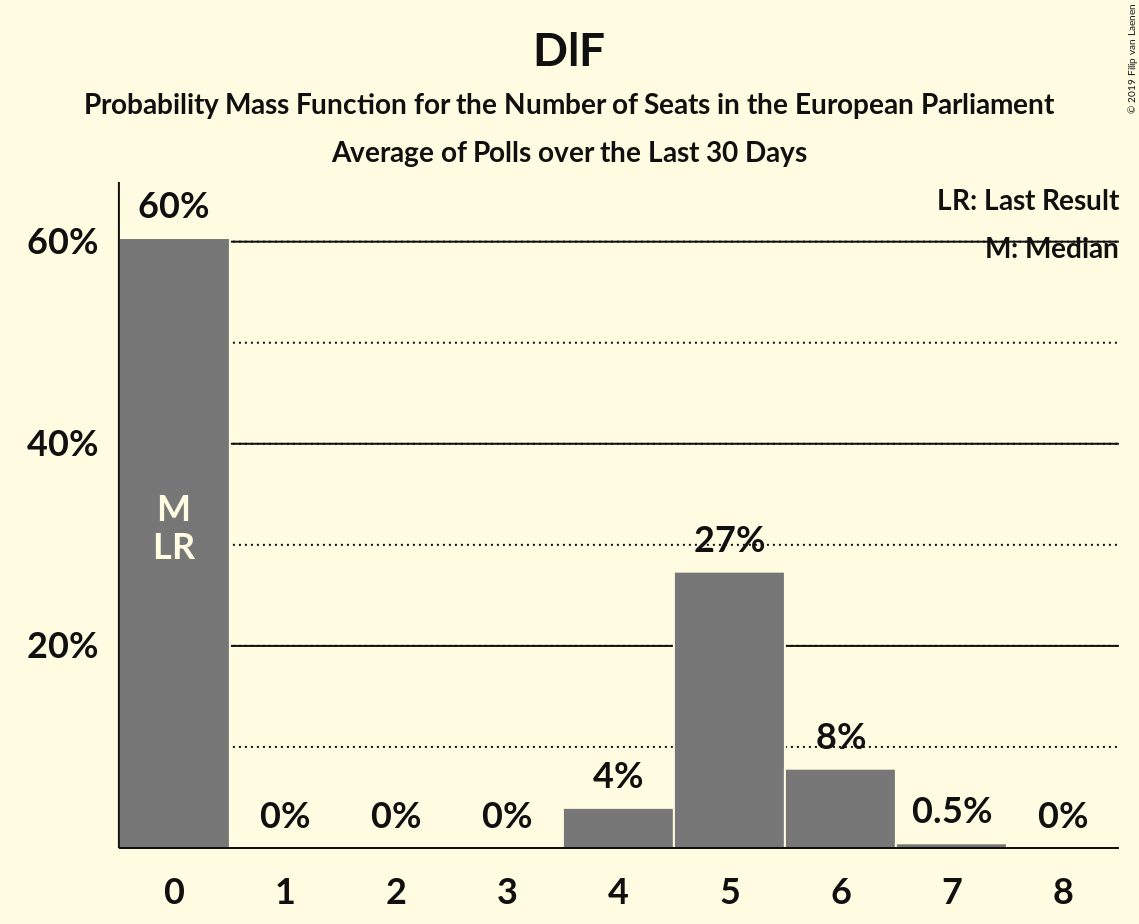 DlF
Probability Mass Function for the Number of Seats in the European Parliament
Average of Polls over the Last 30 Days
© 2019 Filip van Laenen
LR: Last Result
M: Median
60%
40%
20%
60%
0%
0%
0%
4%
27%
8%
0.5%
0%
M
LR
0 1 2 3 4 5 6 7 8